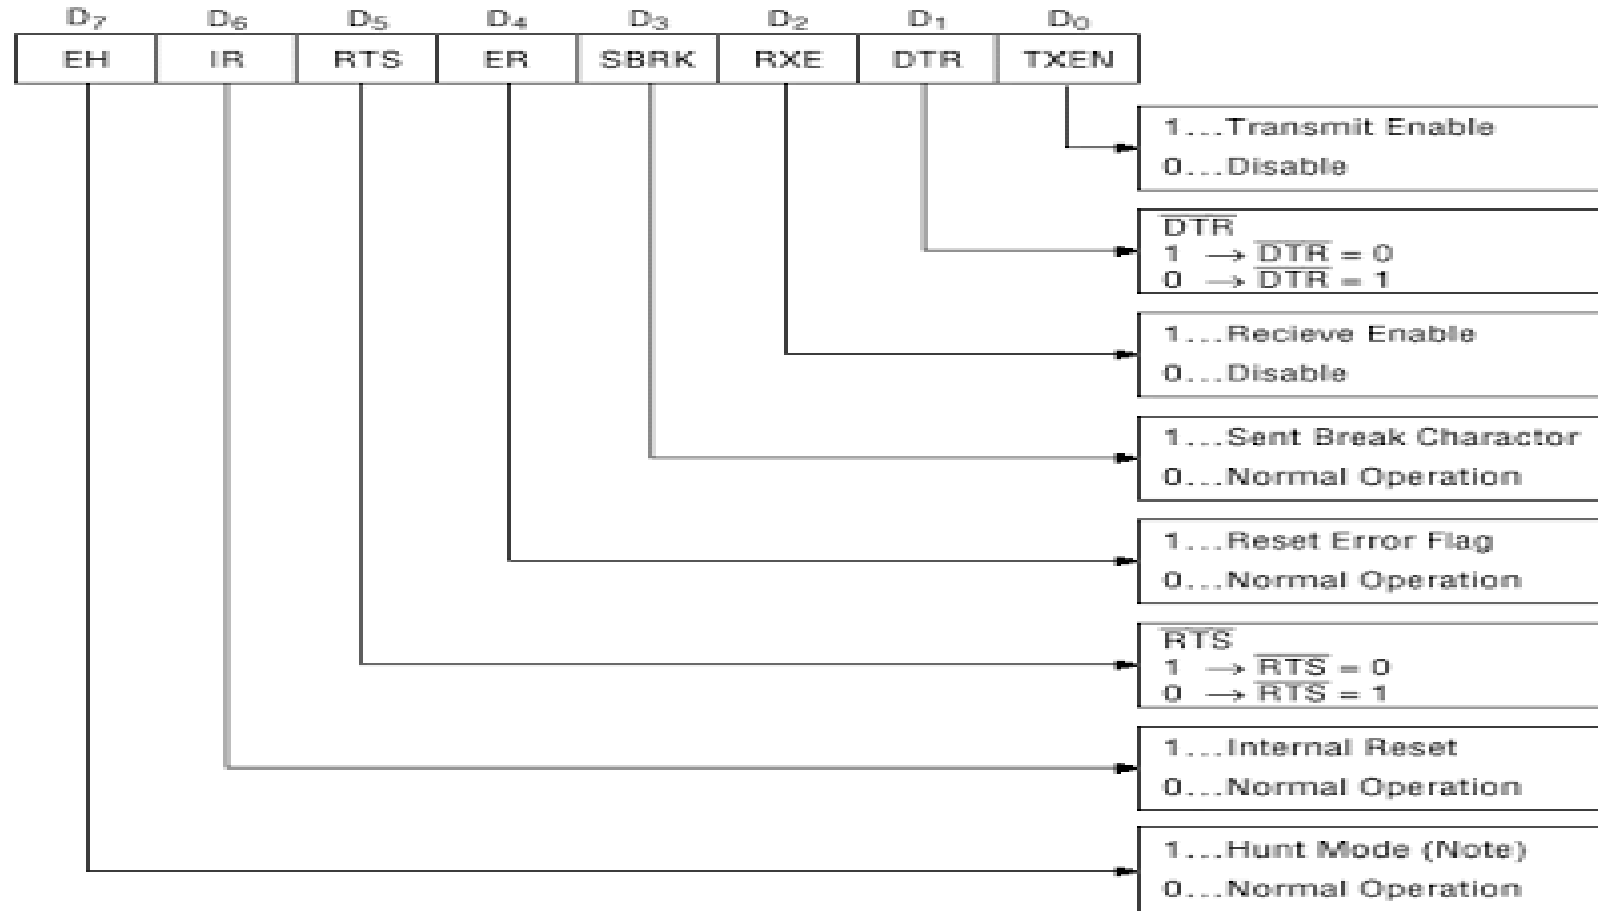 D7 D6 D5 D4 D3 D2 D1 D0
EH IR RTS ER SBRK RXE DTR TXEN
1...Transmit Enable
0...Disable
DTR
1 → DTR = 0
0 → DTR = 1
1...Recieve Enable
0...Disable
1...Sent Break Charactor
0...Normal Operation
1...Reset Error Flag
0...Normal Operation
RTS
1 → RTS = 0
0 → RTS = 1
1...Internal Reset
0...Normal Operation
1...Hunt Mode (Note)
0...Normal Operation